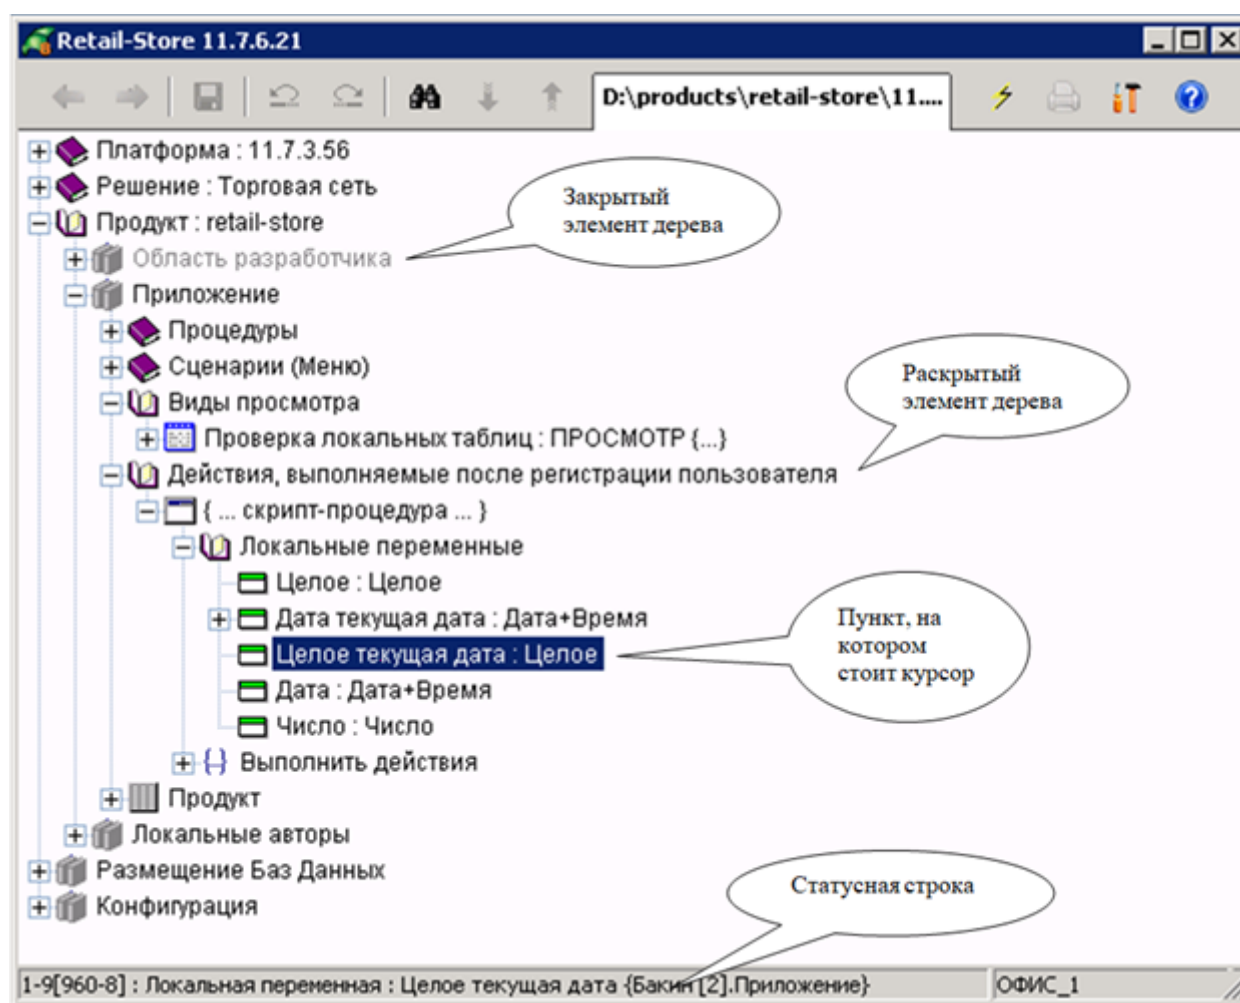 Retail-Store 11.7.6.21
D:\products\retail-store\11....
Платформа : 11.7.3.56
Решение : Торговая сеть
Продукт : retail-store
Область разработчика
Приложение
Процедуры
Сценарии (Меню)
Виды просмотра
Проверка локальных таблиц : ПРОСМОТР {...}
Действия, выполняемые после регистрации пользователя
{ ... скрипт-процедура ... }
Локальные переменные
Целое : Целое
Дата текущая дата : Дата+Время
Целое текущая дата : Целое
Дата : Дата+Время
Число : Число
Выполнить действия
Продукт
Локальные авторы
Размещение Баз Данных
Конфигурация
Закрытый
элемент дерева
Раскрытый
элемент дерева
Пункт, на
котором
стоит курсор
Статусная строка
1-9[960-8] : Локальная переменная : Целое текущая дата {Бакин [2].Приложение}
ОФИС_1